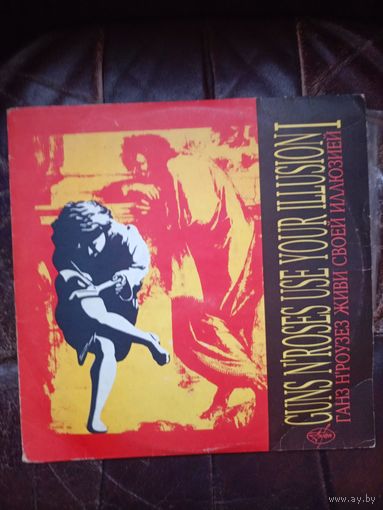 GUNS N'ROSES USE YOUR ILLUSION I
ГАНЗ Н'РОУЗЕЗ ЖИВИ СВОЕЙ ИЛЛЮЗИЕЙ I
www.ay.by